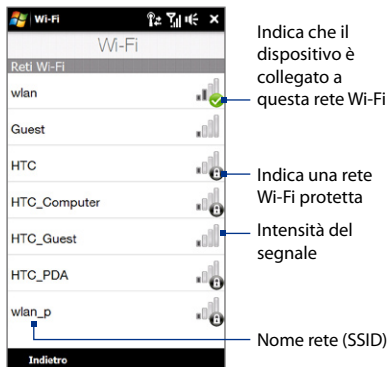 Wi-Fi
Wi-Fi
Reti Wi-Fi
wlan
Guest
HTC
HTC_Computer
HTC_Guest
HTC_PDA
wlan_p
Indietro
Indica che il
dispositivo è
collegato a
questa rete Wi-Fi
Indica una rete
Wi-Fi protetta
Intensità del
segnale
Nome rete (SSID)